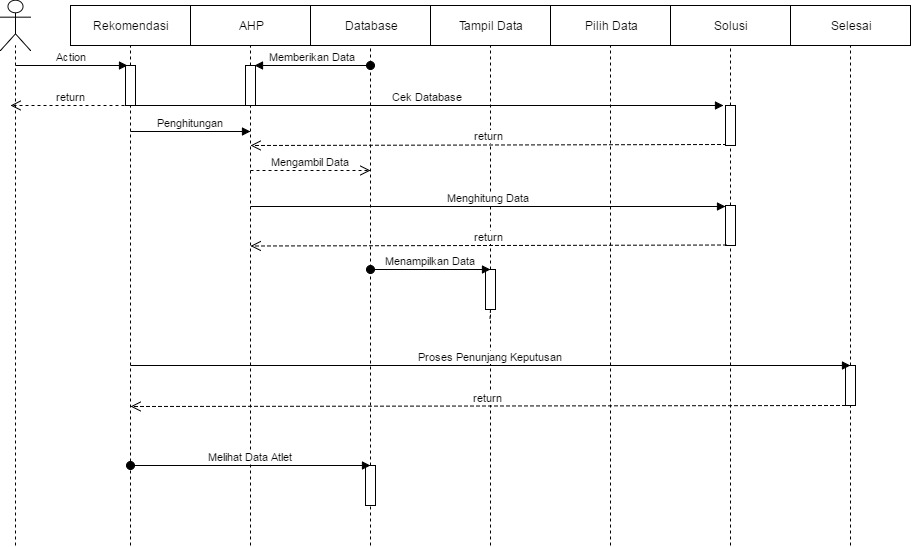 Rekomendasi
AHP
Database
Tampil Data
Pilih Data
Solusi
Selesai
Action
Memberikan Data
return
Cek Database
Penghitungan
return
Mengambil Data
Menghitung Data
return
Menampilkan Data
Proses Penunjang Keputusan
return
Melihat Data Atlet